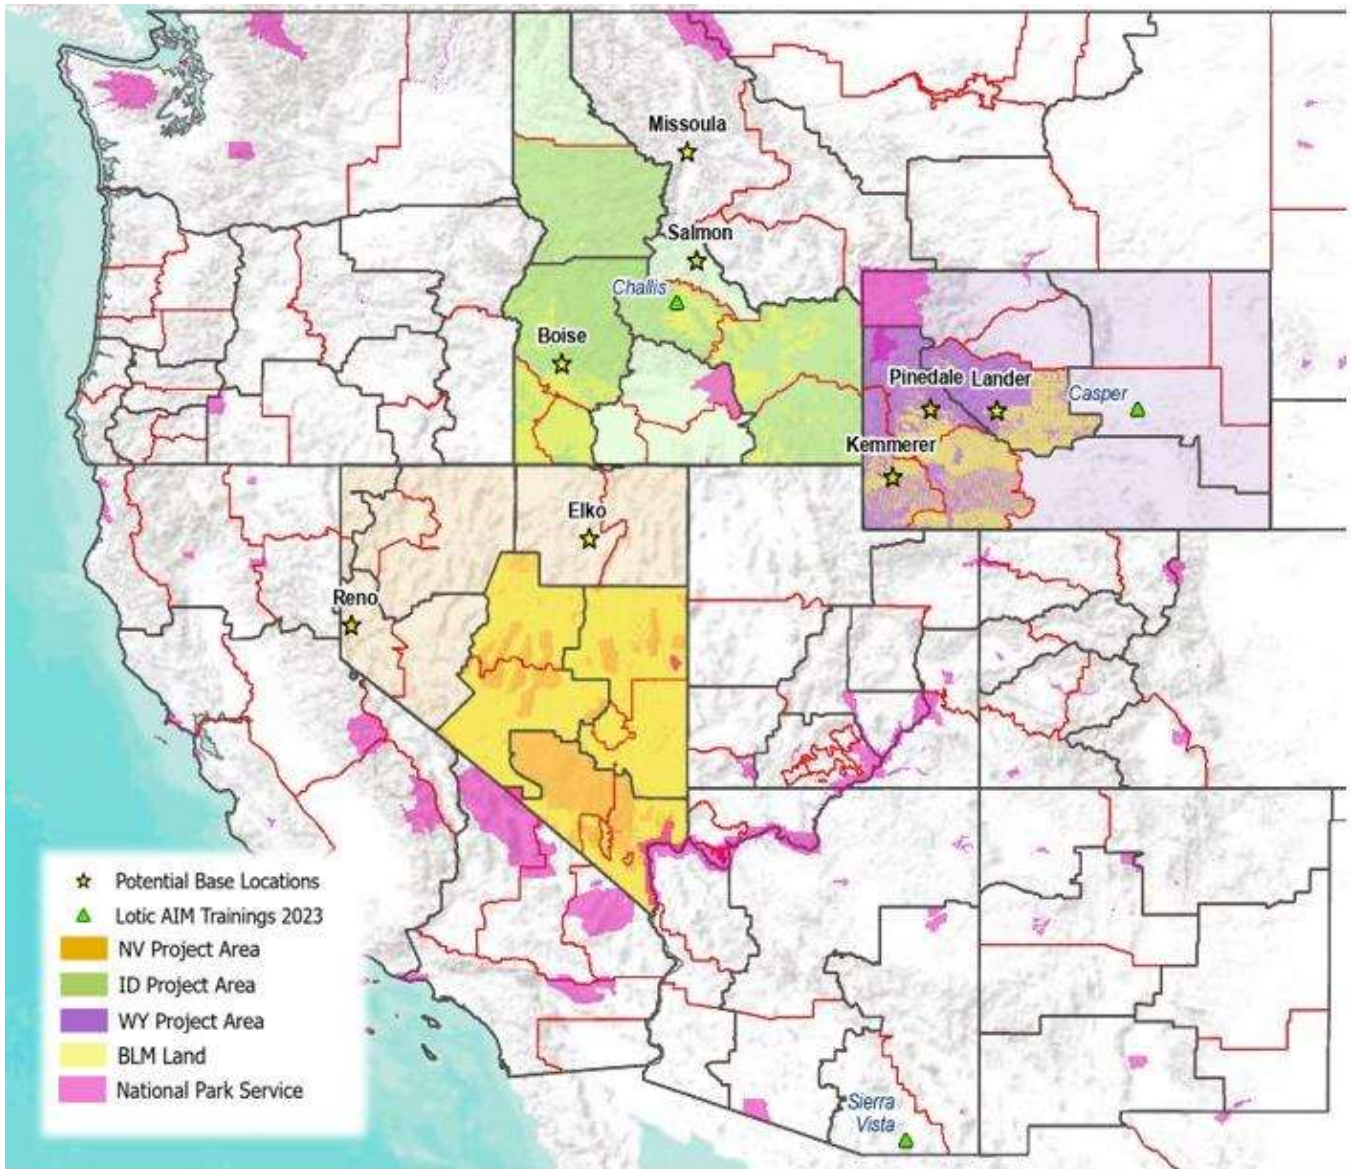 Missoula
Salmon
Challis
Boise
Pinedale
Lander
Casper
Kemmerer
Elko
Reno
Potential Base Locations
Lotic AIM Trainings 2023
NV Project Area
ID Project Area
WY Project Area
BLM Land
National Park Service
Sierra
Vista